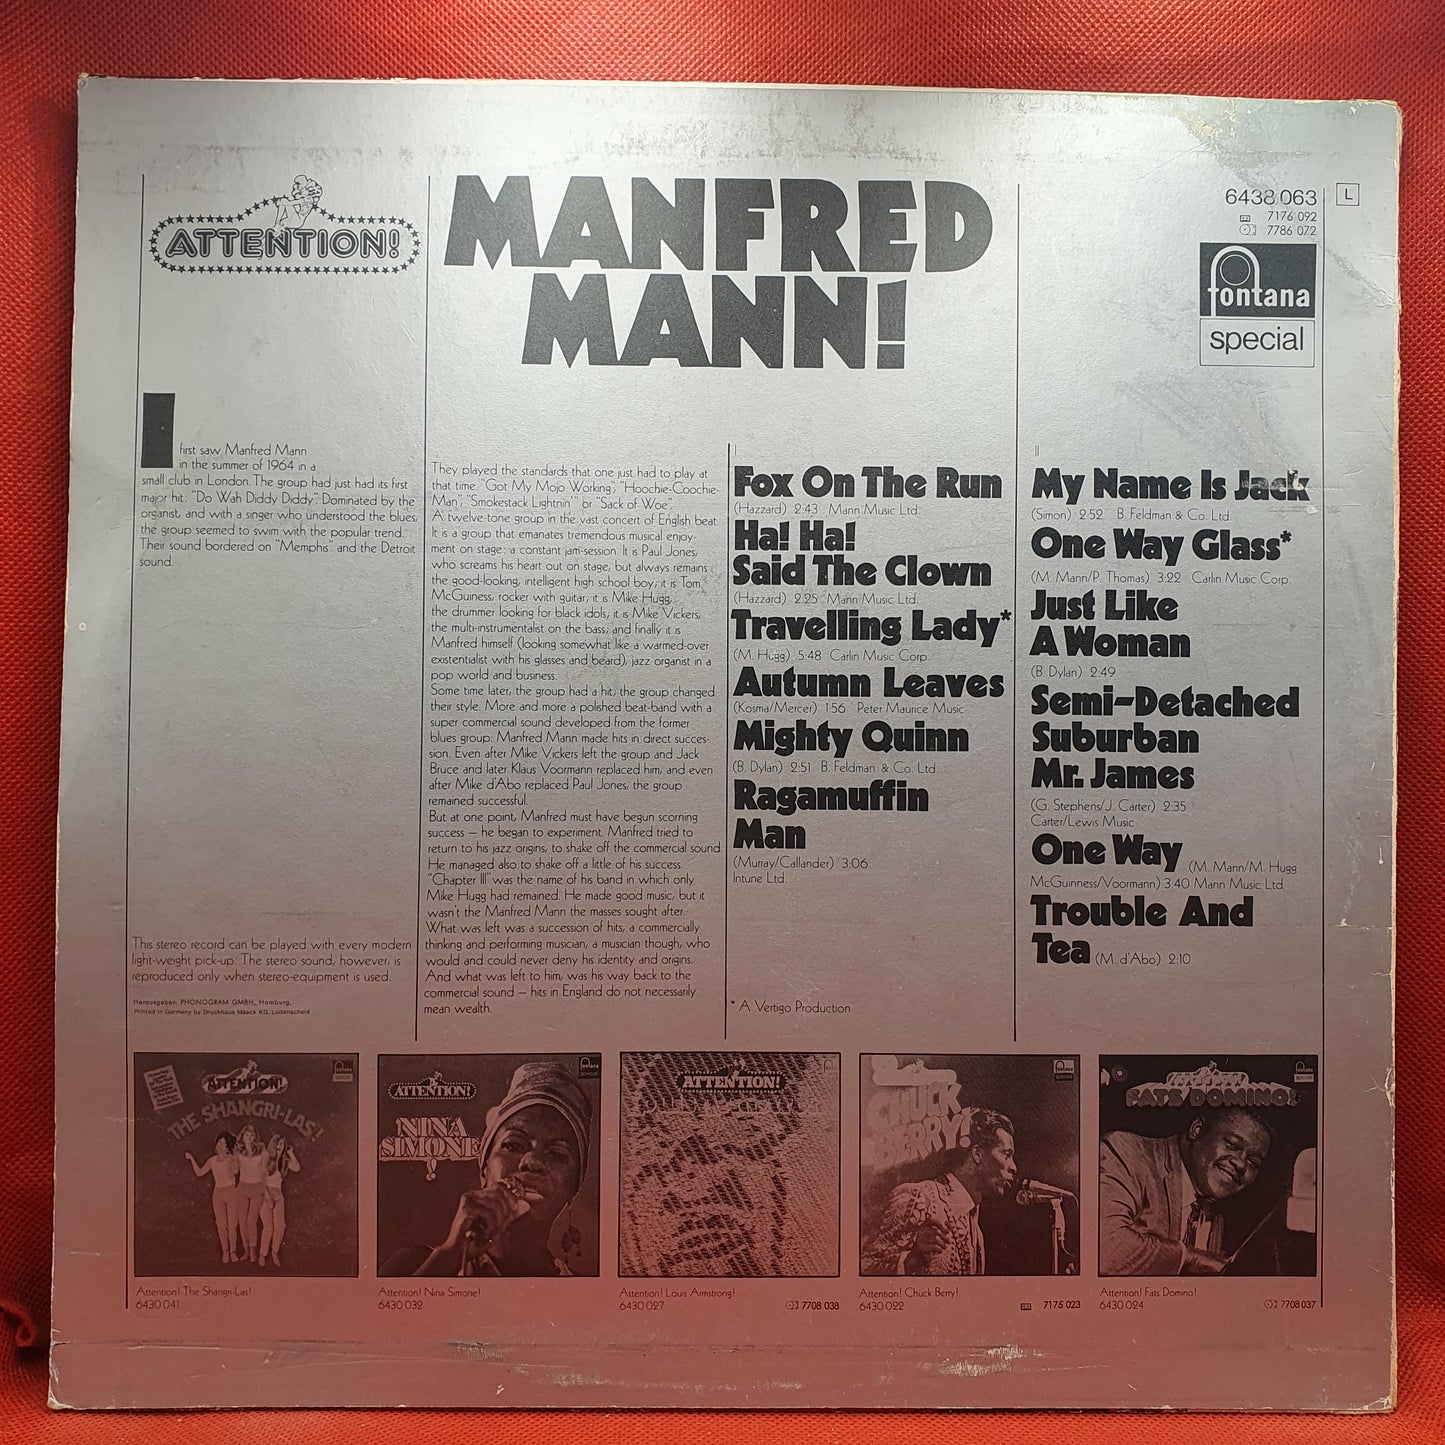 ATTENTION!
MANFRED
MANN!
6438 063 L
7176 092
7786 072
fontana
special
I first saw Manfred Mann
in the summer of 1964 in a
small club in London. The group had just had its first
major hit: "Do Wah Diddy Diddy". Dominated by the
organist, and with a singer who understood the blues,
the group seemed to swim with the popular trend.
Their sound bordered on "Memphis" and the Detroit
sound.
This stereo record can be played with every modern
light-weight pick-up. The stereo sound, however, is
reproduced only when stereo-equipment is used.
Herausgeber: PHONOGRAM GMBH, Hamburg,
Printed in Germany by Druckhaus Maack KG, Lüdenscheid
They played the standards that one just had to play at
that time. "Got My Mojo Working", "Hoochie-Coochie-
Man", "Smokestack Lightnin'" or "Sack of Woe".
A twelve-tone group in the vast concert of English beat.
It is a group that emanates tremendous musical enjoy-
ment on stage: a constant jam-session. It is Paul Jones,
who screams his heart out on stage, but always remains
the good-looking, intelligent high school boy; it is Tom
McGuiness, rocker with guitar; it is Mike Hugg,
the drummer looking for black idols; it is Mike Vickers,
the multi-instrumentalist on the bass; and finally it is
Manfred himself (looking somewhat like a warmed-over
existentialist with his glasses and beard), jazz organist in a
pop world and business.
Some time later, the group had a hit, the group changed
their style. More and more a polished beat-band with a
super commercial sound developed from the former
blues group. Manfred Mann made hits in direct succes-
sion. Even after Mike Vickers left the group and Jack
Bruce and later Klaus Voormann replaced him, and even
after Mike d'Abo replaced Paul Jones, the group
remained successful.
But at one point, Manfred must have begun scorning
success – he began to experiment. Manfred tried to
return to his jazz origins, to shake off the commercial sound.
He managed also to shake off a little of his success.
"Chapter III" was the name of his band in which only
Mike Hugg had remained. He made good music, but it
wasn't the Manfred Mann the masses sought after.
What was left was a succession of hits, a commercially
thinking and performing musician, a musician though, who
would and could never deny his identity and origins.
And what was left to him, was his way back to the
commercial sound – hits in England do not necessarily
mean wealth.
I
Fox On The Run
(Hazzard) 2:43 Mann Music Ltd.
Ha! Ha!
Said The Clown
(Hazzard) 2:25 Mann Music Ltd.
Travelling Lady*
(M. Hugg) 5:48 Carlin Music Corp.
Autumn Leaves
(Kosma/Mercer) 1:56 Peter Maurice Music
Mighty Quinn
(B. Dylan) 2:51 B. Feldman & Co. Ltd.
Ragamuffin
Man
(Murray/Callander) 3:06
Intune Ltd.
* A Vertigo Production
II
My Name Is Jack
(Simon) 2:52 B. Feldman & Co. Ltd.
One Way Glass*
(M. Mann/P. Thomas) 3:22 Carlin Music Corp.
Just Like
A Woman
(B. Dylan) 2:49
Semi-Detached
Suburban
Mr. James
(G. Stephens/J. Carter) 2:35
Carter/Lewis Music
One Way (M. Mann/M. Hugg
McGuinness/Voormann) 3:40 Mann Music Ltd.
Trouble And
Tea (M. d'Abo) 2:10
ATTENTION!
THE SHANGRI-LAS!
fontana
Attention! The Shangri-Las!
6430 041
ATTENTION!
NINA
SIMONE
!
fontana
Attention! Nina Simone!
6430 032
ATTENTION!
Attention! Louis Armstrong!
6430 027 7708 038
CHUCK
BERRY!
fontana
Attention! Chuck Berry!
6430 022 7175 023
FATS DOMINO!
fontana
Attention! Fats Domino!
6430 024 7708 037